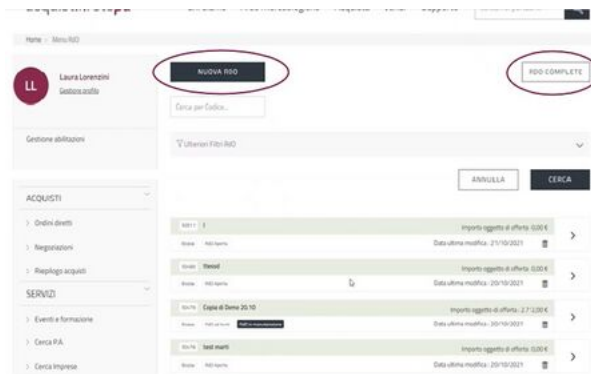 Home > Menu RdO
LL
Laura Lorenzini
Gestione profilo
Gestione abilitazioni
NUOVA RDO
RDO COMPLETE
Cerca per Codice...
Ulteriori Filtri RdO
ANNULLA
CERCA
ACQUISTI
> Ordini diretti
> Negoziazioni
> Riepilogo acquisti
SERVIZI
> Eventi e formazione
> Cerca P.A.
> Cerca Imprese
Importo oggetto di offerta: 0,00 €
Data ultima modifica : 21/10/2021
Importo oggetto di offerta: 0,00 €
Data ultima modifica : 20/10/2021
Copia di Demo 20.10
Importo oggetto di offerta:
Data ultima modifica : 20/10/2021
test marti
Importo oggetto di offerta: 0,00 €
Data ultima modifica : 20/10/2021